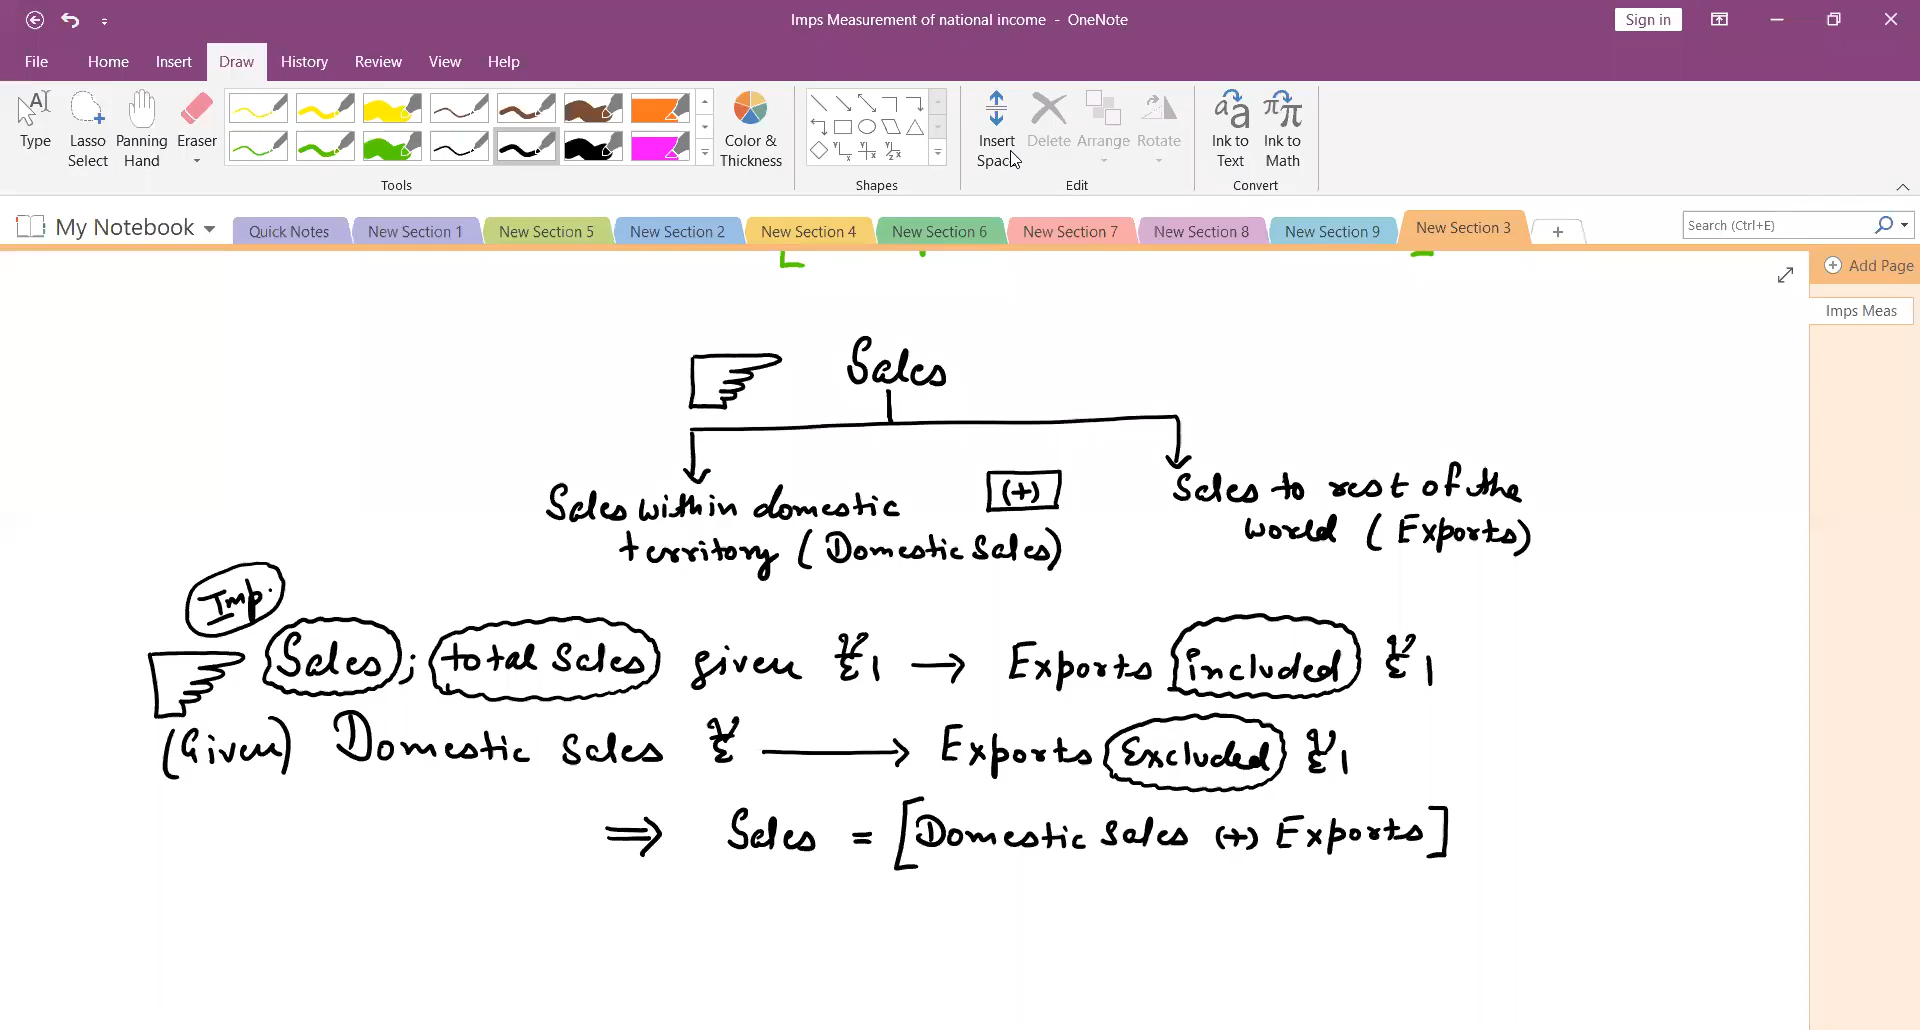 Imps Measurement of national income - OneNote
Sign in
File Home Insert Draw History Review View Help
Type
Lasso Select
Panning Hand
Eraser
Color & Thickness
Insert Space
Delete
Arrange
Rotate
Ink to Text
Ink to Math
Tools
Shapes
Edit
Convert
My Notebook
Quick Notes
New Section 1
New Section 5
New Section 2
New Section 4
New Section 6
New Section 7
New Section 8
New Section 9
New Section 3
Search (Ctrl+E)
Add Page
Imps Meas
Sales
Sales within domestic
territory (Domestic Sales)
(+)
Sales to rest of the
world (Exports)
Imp.
Sales; total Sales given है। → Exports included है।
(Given) Domestic Sales है → Exports Excluded है।
⇒ Sales = [Domestic Sales (+) Exports]